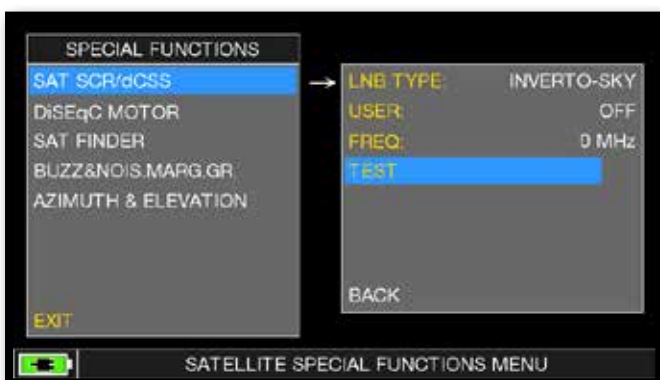 SPECIAL FUNCTIONS
SAT SCR/dCSS
DiSEqC MOTOR
SAT FINDER
BUZZ&NOIS.MARG.GR
AZIMUTH & ELEVATION
EXIT
→ LNB TYPE: INVERTO-SKY
USER: OFF
FREQ: 0 MHz
TEST
BACK
SATELLITE SPECIAL FUNCTIONS MENU